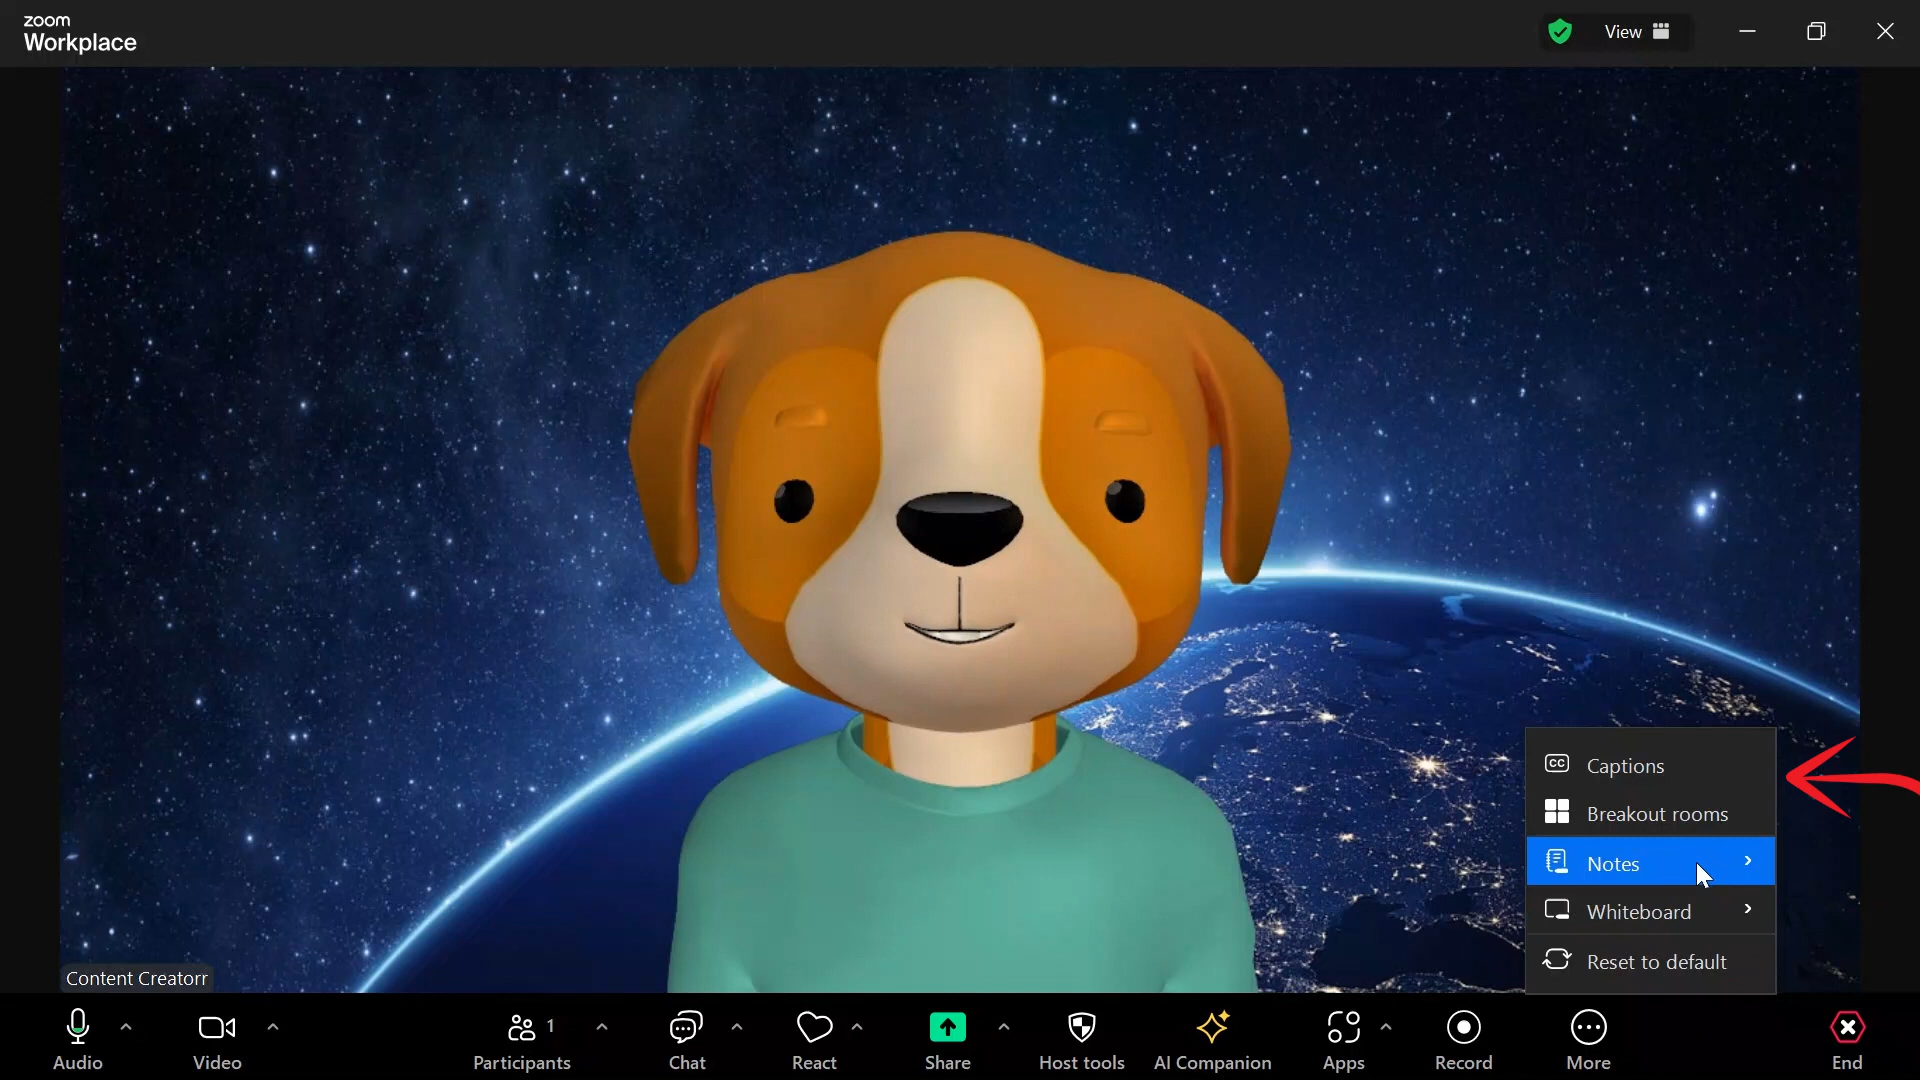 zoom
Workplace
View
CC Captions
Breakout rooms
Notes
Whiteboard
Reset to default
Content Creatorr
1
Audio
Video
Participants
Chat
React
Share
Host tools
AI Companion
Apps
Record
More
End